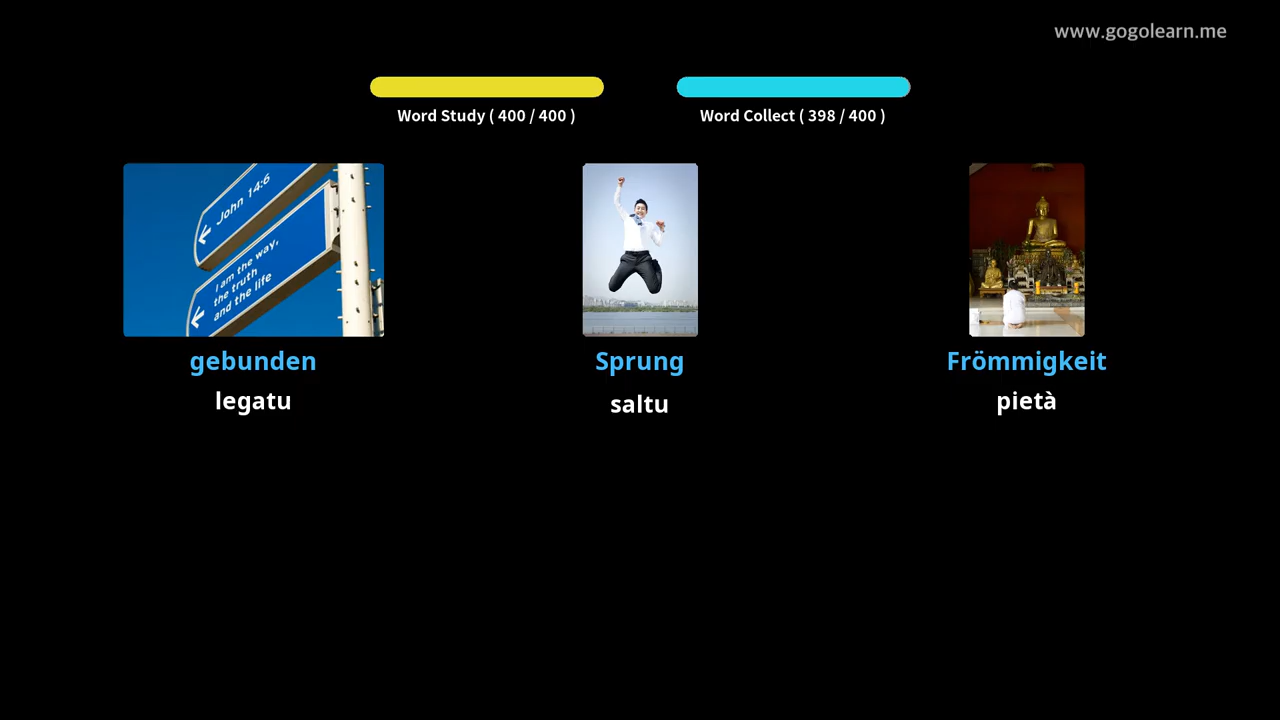 www.gogolearn.me
Word Study ( 400 / 400 )
Word Collect ( 398 / 400 )
John 14:6
I am the way,
the truth
and the life
gebunden
Sprung
Frömmigkeit
legatu
saltu
pietà